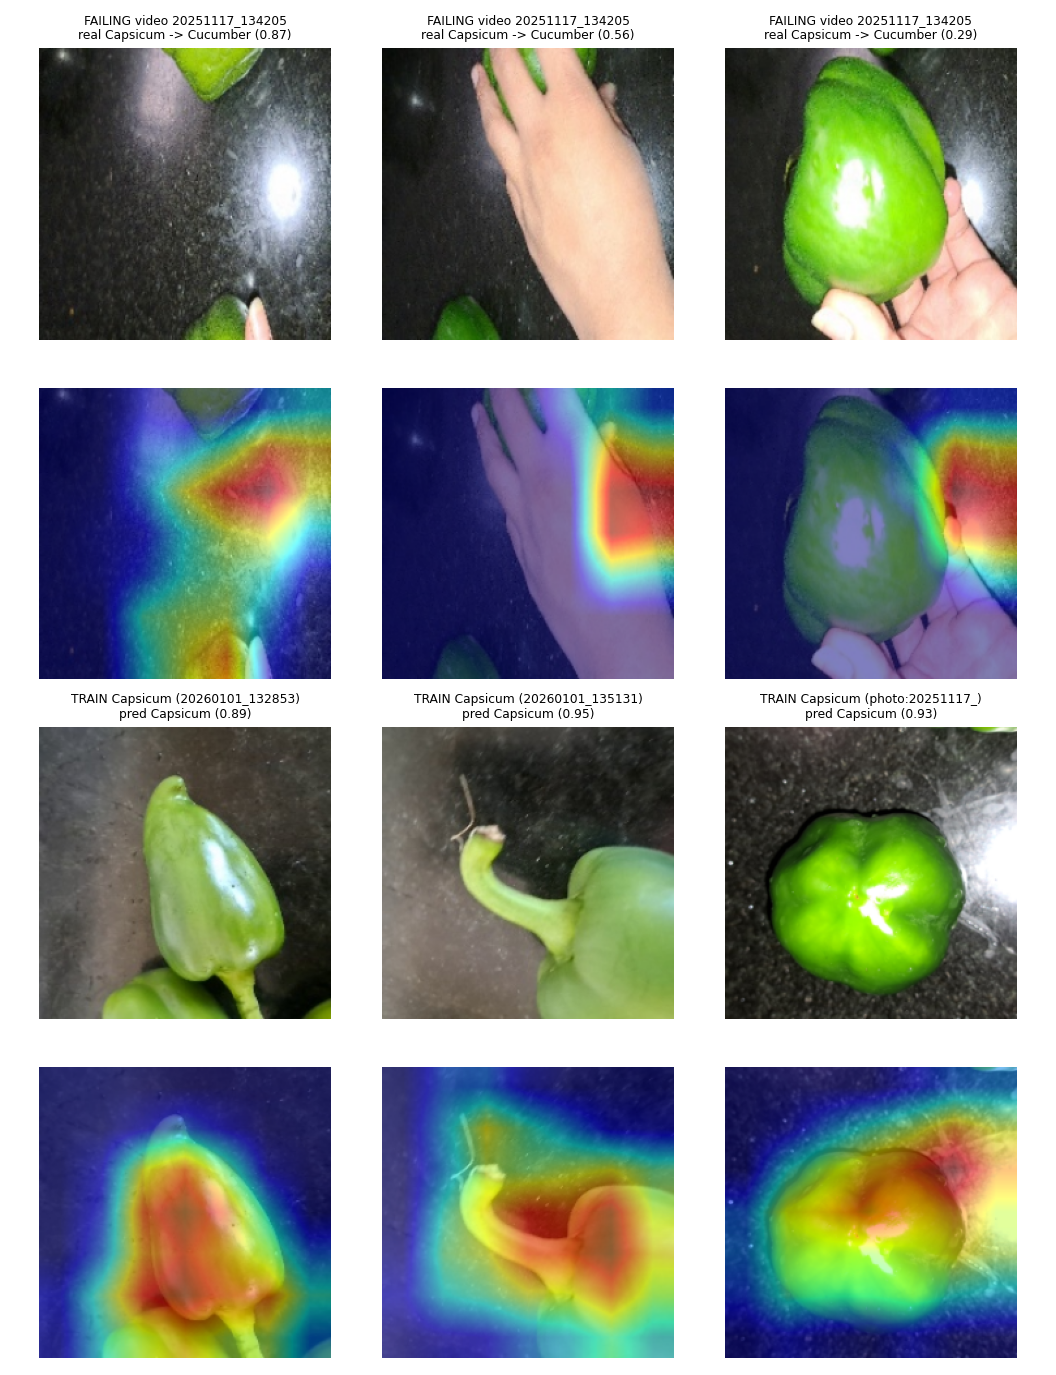 FAILING video 20251117_134205
real Capsicum -> Cucumber (0.87)
FAILING video 20251117_134205
real Capsicum -> Cucumber (0.56)
FAILING video 20251117_134205
real Capsicum -> Cucumber (0.29)
TRAIN Capsicum (20260101_132853)
pred Capsicum (0.89)
TRAIN Capsicum (20260101_135131)
pred Capsicum (0.95)
TRAIN Capsicum (photo:20251117_)
pred Capsicum (0.93)